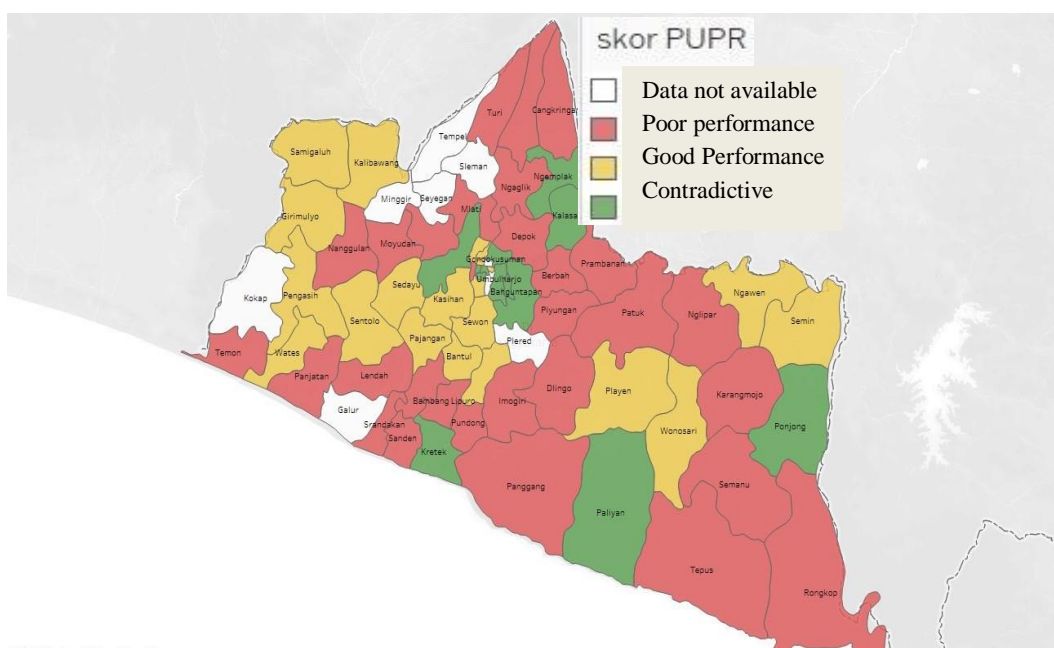 skor PUPR
Data not available
Poor performance
Good Performance
Contradictive
Turi
Cangkringan
Tempel
Samigaluh
Kalibawang
Sleman
Ngemplak
Ngaglik
Minggir
Seyegan
Mlati
Kalasan
Girimulyo
Nanggulan
Moyudan
Depok
Gondokusuman
Umbulharjo
Banguntapan
Berbah
Prambanan
Kokap
Pengasih
Sedayu
Kasihan
Sentolo
Sewon
Piyungan
Patuk
Nglipar
Ngawen
Semin
Pajangan
Plered
Temon
Wates
Bantul
Panjatan
Lendah
Dlingo
Playen
Karangmojo
Bambang Lipuro
Imogiri
Galur
Srandakan
Pundong
Sanden
Kretek
Wonosari
Ponjong
Panggang
Semanu
Paliyan
Tepus
Rongkop